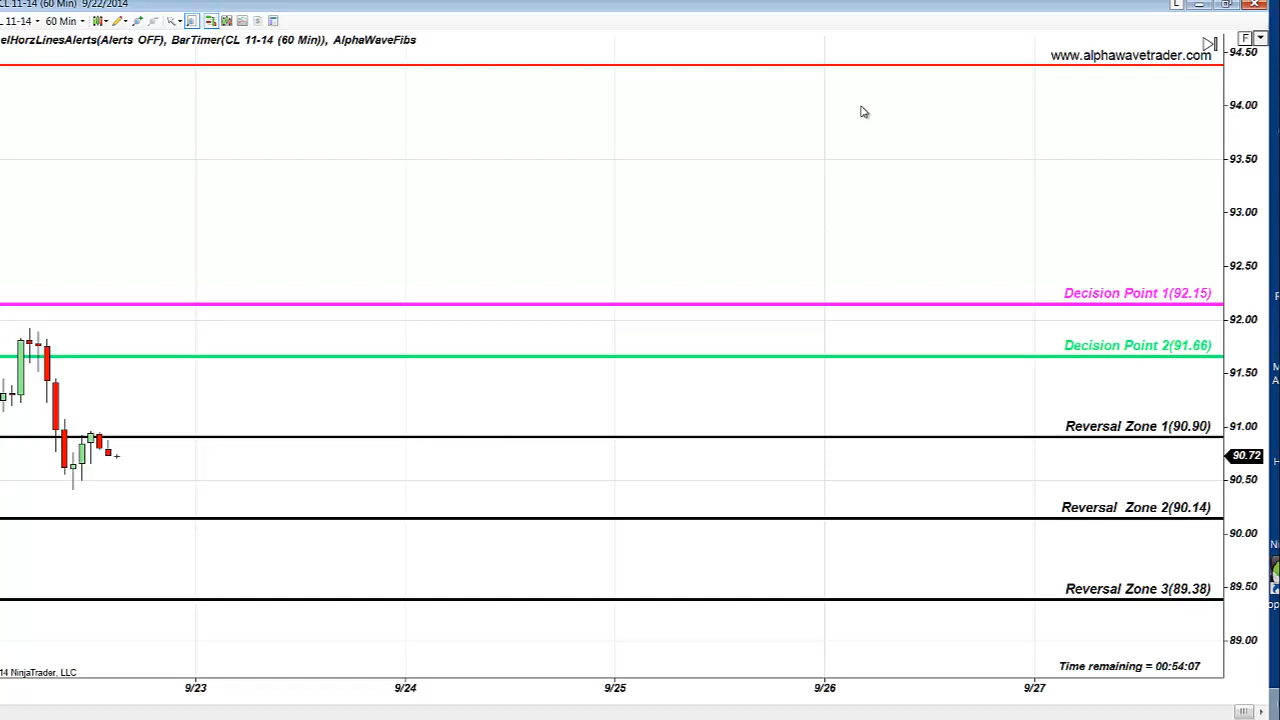 CL 11-14 (60 Min) 9/22/2014
L
11-14 60 Min
elHorzLinesAlerts(Alerts OFF), BarTimer(CL 11-14 (60 Min)), AlphaWaveFibs
F
www.alphawavetrader.com
94.50
94.00
93.50
93.00
92.50
Decision Point 1(92.15)
92.00
Decision Point 2(91.66)
91.50
Reversal Zone 1(90.90)
91.00
90.72
90.50
Reversal Zone 2(90.14)
90.00
Reversal Zone 3(89.38)
89.50
89.00
Time remaining = 00:54:07
14 NinjaTrader, LLC
9/23 9/24 9/25 9/26 9/27